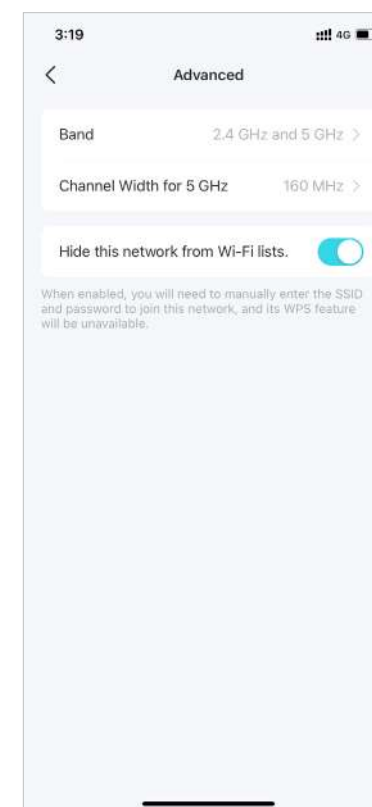 3:19
4G
Advanced
Band 2.4 GHz and 5 GHz >
Channel Width for 5 GHz 160 MHz >
Hide this network from Wi-Fi lists.
When enabled, you will need to manually enter the SSID
and password to join this network, and its WPS feature
will be unavailable.